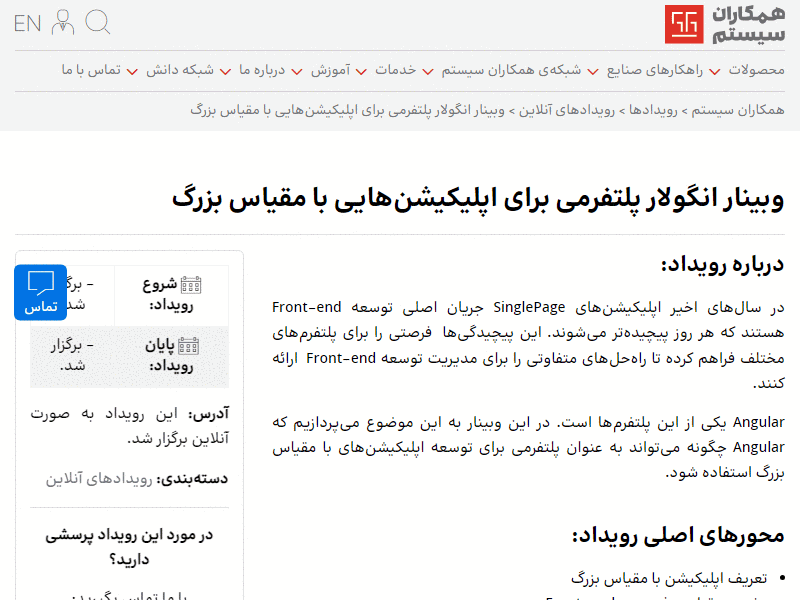 همکاران
سیستم
EN
محصولات
راهکارهای صنایع
شبکه‌ی همکاران سیستم
خدمات
آموزش
درباره ما
شبکه دانش
تماس با ما
همکاران سیستم > رویدادها > رویدادهای آنلاین > وبینار انگولار پلتفرمی برای اپلیکیشن‌هایی با مقیاس بزرگ
وبینار انگولار پلتفرمی برای اپلیکیشن‌هایی با مقیاس بزرگ
درباره رویداد:
در سال‌های اخیر اپلیکیشن‌های SinglePage جریان اصلی توسعه Front-end
هستند که هر روز پیچیده‌تر می‌شوند. این پیچیدگی‌ها فرصتی را برای پلتفرم‌های
مختلف فراهم کرده تا راه‌حل‌های متفاوتی را برای مدیریت توسعه Front-end ارائه
کنند.
Angular یکی از این پلتفرم‌ها است. در این وبینار به این موضوع می‌پردازیم که
Angular چگونه می‌تواند به عنوان پلتفرمی برای توسعه اپلیکیشن‌های با مقیاس
بزرگ استفاده شود.
محورهای اصلی رویداد:
• تعریف اپلیکیشن با مقیاس بزرگ
شروع
رویداد:
تماس
پایان
رویداد:
- برگزار
شد.
آدرس: این رویداد به صورت
آنلاین برگزار شد.
دسته‌بندی: رویدادهای آنلاین
در مورد این رویداد پرسشی
دارید؟
با ما تماس بگیرید: